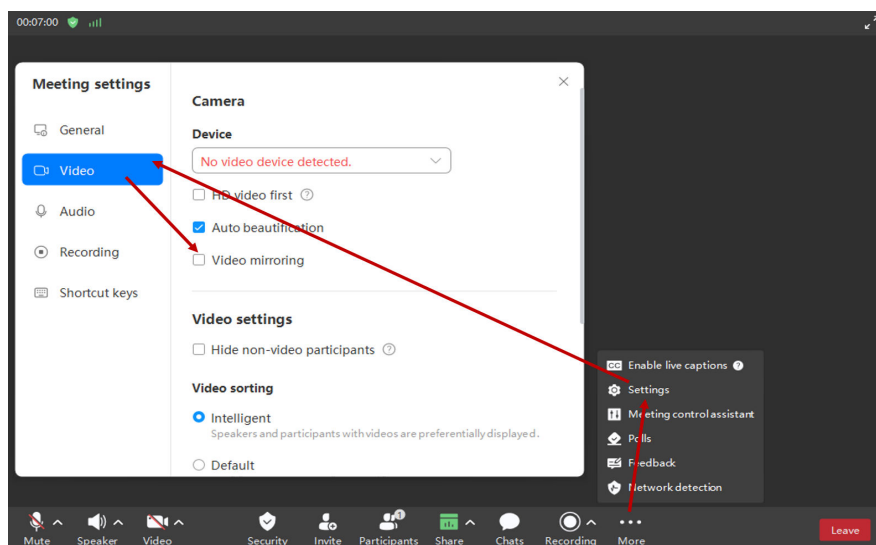 00:07:00
Meeting settings
General
Video
Audio
Recording
Shortcut keys
Camera
Device
No video device detected.
HD video first ?
Auto beautification
Video mirroring
Video settings
Hide non-video participants ?
Video sorting
Intelligent
Speakers and participants with videos are preferentially displayed.
Default
CC Enable live captions ?
Settings
Meeting control assistant
Polls
Feedback
Network detection
1
Mute Speaker Video Security Invite Participants Share Chats Recording More Leave